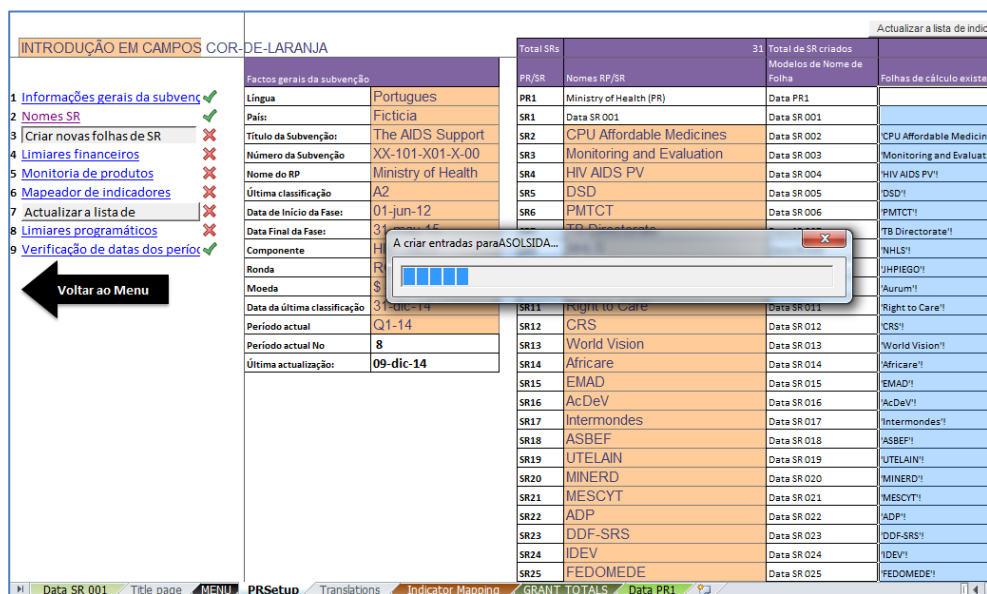 Actualizar a lista de indic
INTRODUÇÃO EM CAMPOS COR-DE-LARANJA
1 Informações gerais da subvenç
2 Nomes SR
3 Criar novas folhas de SR
4 Limiares financeiros
5 Monitoria de produtos
6 Mapeador de indicadores
7 Actualizar a lista de
8 Limiares programáticos
9 Verificação de datas dos períoc
Voltar ao Menu
Factos gerais da subvenção
Língua Portugues
País: Ficticia
Título da Subvenção: The AIDS Support
Número da Subvenção XX-101-X01-X-00
Nome do RP Ministry of Health
Última classificação A2
Data de Início da Fase: 01-jun-12
Data Final da Fase:
Componente
Ronda
Moeda $
Data da última classificação 31-dic-14
Período actual Q1-14
Período actual No 8
Última actualização: 09-dic-14
A criar entradas paraASOLSIDA...
Total SRs 31 Total de SR criados
PR/SR Nomes RP/SR Modelos de Nome de Folha Folhas de cálculo existe
PR1 Ministry of Health (PR) Data PR1
SR1 Data SR 001 Data SR 001
SR2 CPU Affordable Medicines Data SR 002 'CPU Affordable Medicin
SR3 Monitoring and Evaluation Data SR 003 'Monitoring and Evaluat
SR4 HIV AIDS PV Data SR 004 'HIV AIDS PV'!
SR5 DSD Data SR 005 'DSD'!
SR6 PMTCT Data SR 006 'PMTCT'!
TB Directorate 'TB Directorate'!
'NHLS'!
'JHPIEGO'!
'Aurum'!
SR11 Right to Care Data SR 011 'Right to Care'!
SR12 CRS Data SR 012 'CRS'!
SR13 World Vision Data SR 013 'World Vision'!
SR14 Africare Data SR 014 'Africare'!
SR15 EMAD Data SR 015 'EMAD'!
SR16 AcDeV Data SR 016 'AcDeV'!
SR17 Intermondes Data SR 017 'Intermondes'!
SR18 ASBEF Data SR 018 'ASBEF'!
SR19 UTELAIN Data SR 019 'UTELAIN'!
SR20 MINERD Data SR 020 'MINERD'!
SR21 MESCYT Data SR 021 'MESCYT'!
SR22 ADP Data SR 022 'ADP'!
SR23 DDF-SRS Data SR 023 'DDF-SRS'!
SR24 IDEV Data SR 024 'IDEV'!
SR25 FEDOMEDE Data SR 025 'FEDOMEDE'!
Data SR 001 Title page MENU PRSetup Translations Indicator Mapping GRANT TOTALS Data PR1